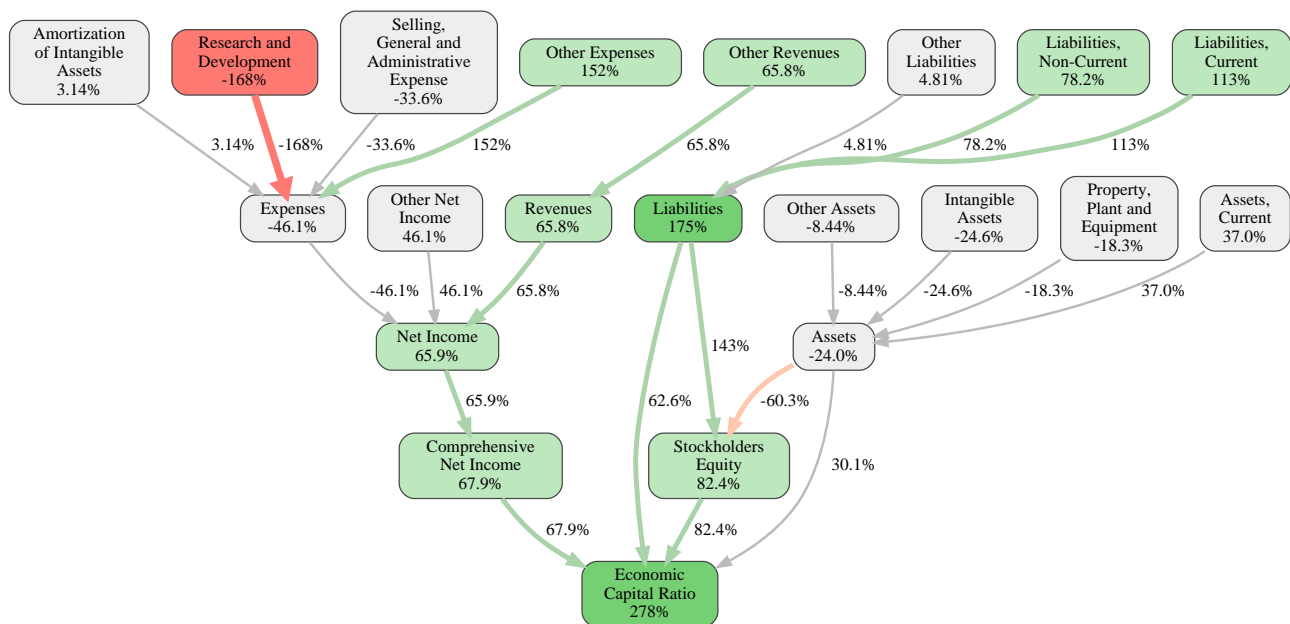 Amortization
of Intangible
Assets
3.14%
Research and
Development
-168%
Selling,
General and
Administrative
Expense
-33.6%
Other Expenses
152%
Other Revenues
65.8%
Other
Liabilities
4.81%
Liabilities,
Non-Current
78.2%
Liabilities,
Current
113%
3.14%
-168%
-33.6%
152%
65.8%
4.81%
78.2%
113%
Expenses
-46.1%
Other Net
Income
46.1%
Revenues
65.8%
Liabilities
175%
Other Assets
-8.44%
Intangible
Assets
-24.6%
Property,
Plant and
Equipment
-18.3%
Assets,
Current
37.0%
-46.1%
46.1%
65.8%
-8.44%
-24.6%
-18.3%
37.0%
Net Income
65.9%
Assets
-24.0%
143%
65.9%
62.6%
-60.3%
Comprehensive
Net Income
67.9%
Stockholders
Equity
82.4%
30.1%
67.9%
82.4%
Economic
Capital Ratio
278%